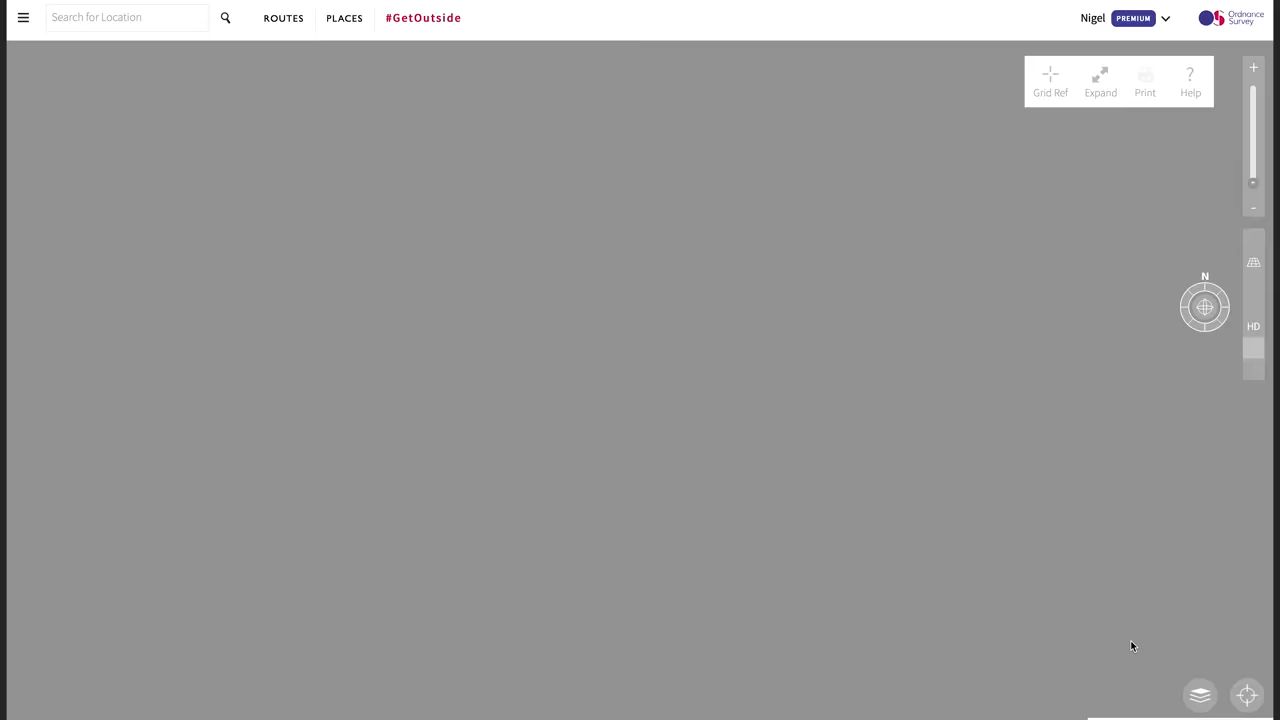 Search for Location
ROUTES
PLACES
#GetOutside
Nigel
PREMIUM
Ordnance
Survey
Grid Ref
Expand
Print
? Help
+
-
N
HD